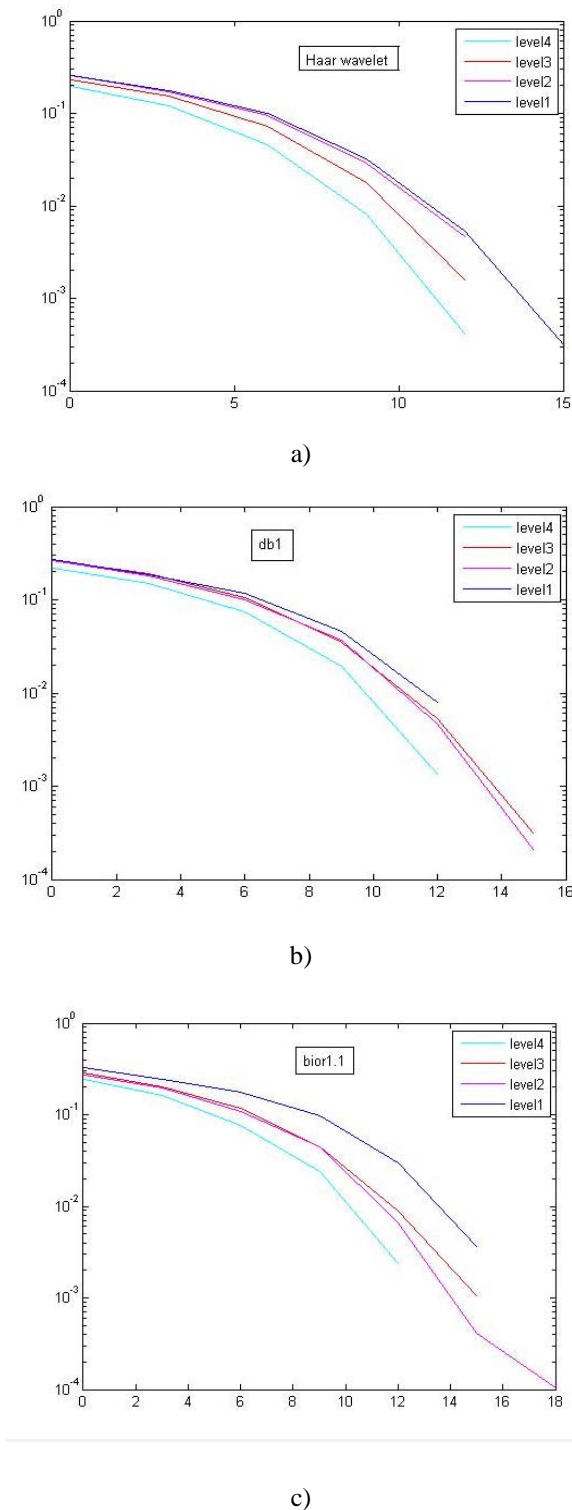 10^0
10^-1
10^-2
10^-3
10^-4
0
5
10
15
Haar wavelet
level4
level3
level2
level1
a)
10^0
10^-1
10^-2
10^-3
10^-4
0 2 4 6 8 10 12 14 16
db1
level4
level3
level2
level1
b)
10^0
10^-1
10^-2
10^-3
10^-4
0 2 4 6 8 10 12 14 16 18
bior1.1
level4
level3
level2
level1
c)